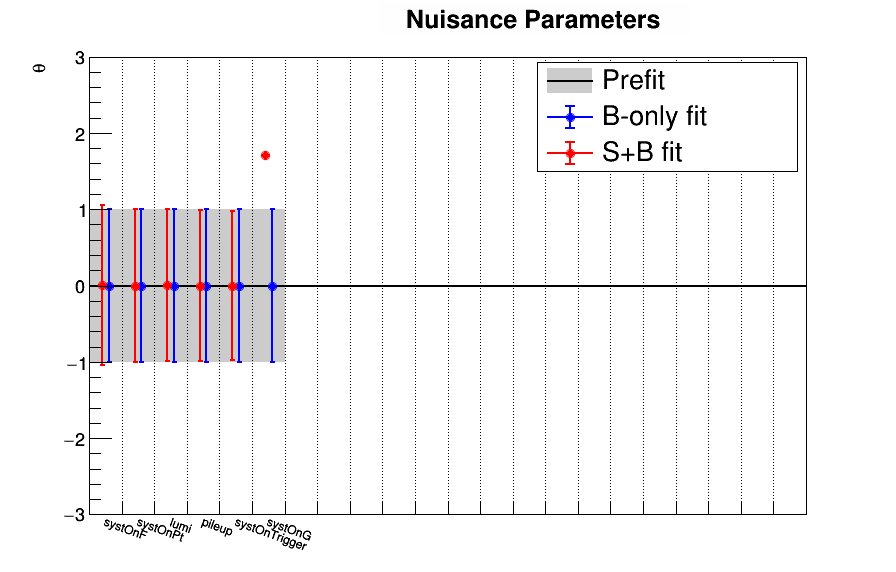 Nuisance Parameters
θ
3
2
1
0
−1
−2
−3
Prefit
B-only fit
S+B fit
systOnF
systOnPt
lumi
pileup
systOnTrigger
systOnG